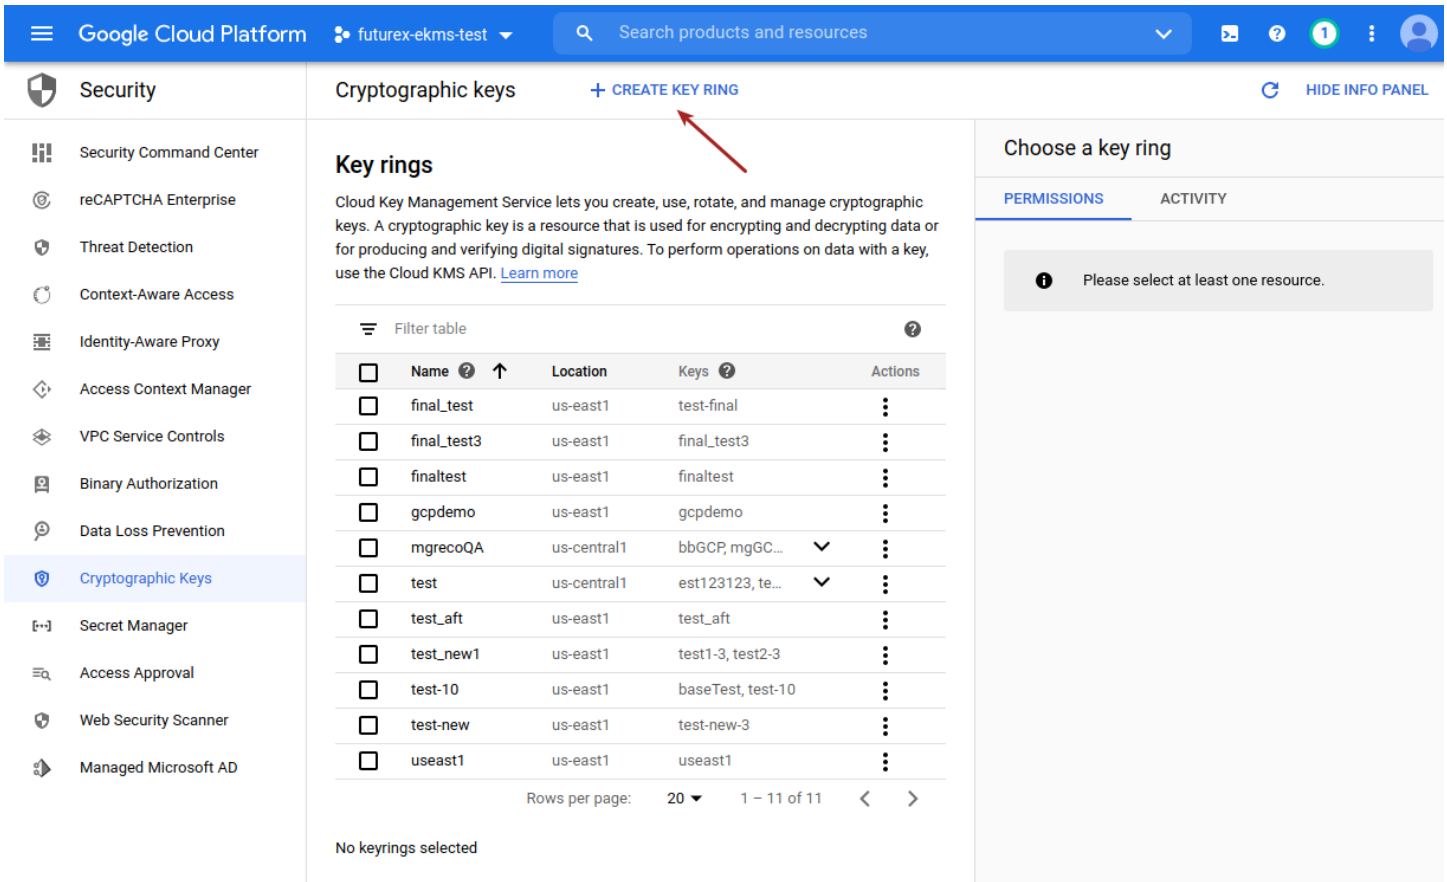 Google Cloud Platform
futurex-ekms-test
Search products and resources
1
Security
Cryptographic keys
CREATE KEY RING
HIDE INFO PANEL
Security Command Center
reCAPTCHA Enterprise
Threat Detection
Context-Aware Access
Identity-Aware Proxy
Access Context Manager
VPC Service Controls
Binary Authorization
Data Loss Prevention
Cryptographic Keys
Secret Manager
Access Approval
Web Security Scanner
Managed Microsoft AD
Key rings
Cloud Key Management Service lets you create, use, rotate, and manage cryptographic
keys. A cryptographic key is a resource that is used for encrypting and decrypting data or
for producing and verifying digital signatures. To perform operations on data with a key,
use the Cloud KMS API. Learn more
Filter table
Name Location Keys Actions
final_test us-east1 test-final
final_test3 us-east1 final_test3
finaltest us-east1 finaltest
gcpdemo us-east1 gcpdemo
mgrecoQA us-central1 bbGCP, mgGC...
test us-central1 est123123, te...
test_aft us-east1 test_aft
test_new1 us-east1 test1-3, test2-3
test-10 us-east1 baseTest, test-10
test-new us-east1 test-new-3
useast1 us-east1 useast1
Rows per page: 20 1 – 11 of 11
No keyrings selected
Choose a key ring
PERMISSIONS ACTIVITY
Please select at least one resource.